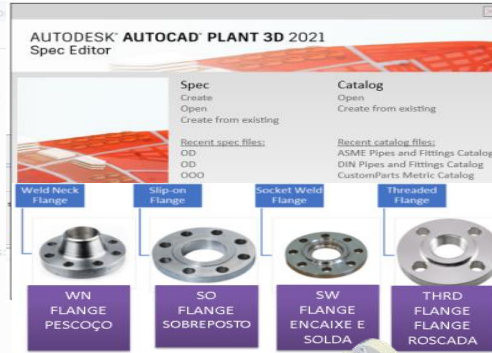 AUTODESK® AUTOCAD® PLANT 3D 2021
Spec Editor
Spec
Create
Open
Create from existing
Recent spec files:
OD
OD
OOO
Catalog
Open
Create from existing
Recent catalog files:
ASME Pipes and Fittings Catalog
DIN Pipes and Fittings Catalog
CustomParts Metric Catalog
Weld Neck
Flange
Slip-on
Flange
Socket Weld
Flange
Threaded
Flange
WN
FLANGE
PESCOÇO
SO
FLANGE
SOBREPOSTO
SW
FLANGE
ENCAIXE E
SOLDA
THRD
FLANGE
FLANGE
ROSCADA